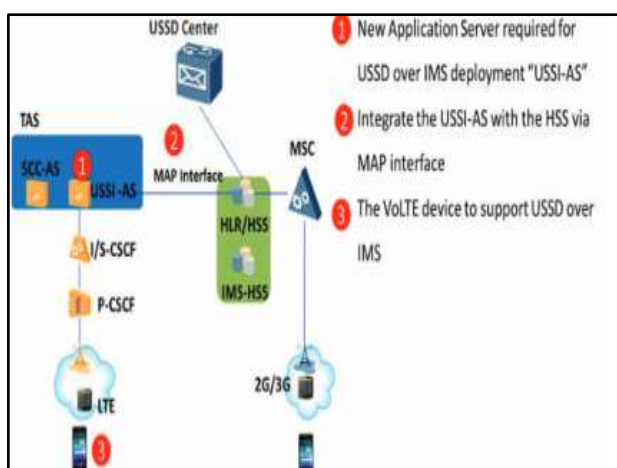 USSD Center
1 New Application Server required for
USSD over IMS deployment "USSI-AS"
2 Integrate the USSI-AS with the HSS via
MAP interface
3 The VoLTE device to support USSD over
IMS
TAS
SCC-AS
1
USSI-AS
2
MAP Interface
MSC
HLR/HSS
I/S-CSCF
IMS-HSS
P-CSCF
LTE
2G/3G
3